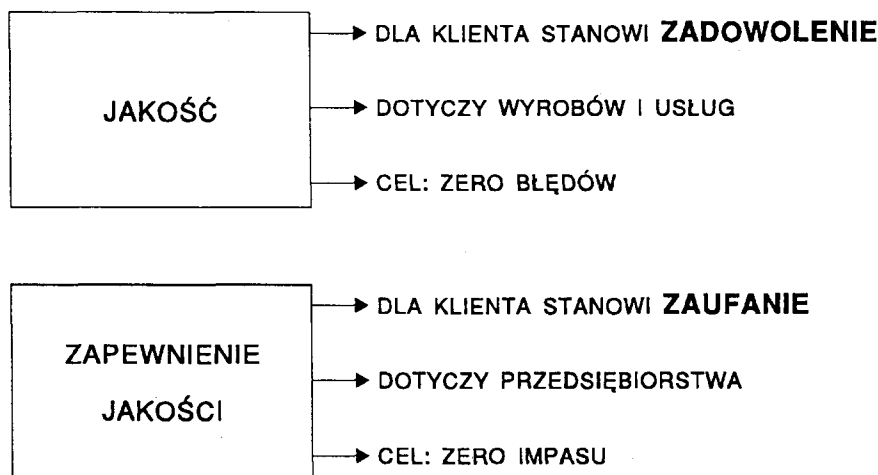 JAKOŚĆ
DLA KLIENTA STANOWI ZADOWOLENIE
DOTYCZY WYROBÓW I USŁUG
CEL: ZERO BŁĘDÓW
ZAPEWNIENIE
JAKOŚCI
DLA KLIENTA STANOWI ZAUFANIE
DOTYCZY PRZEDSIĘBIORSTWA
CEL: ZERO IMPASU